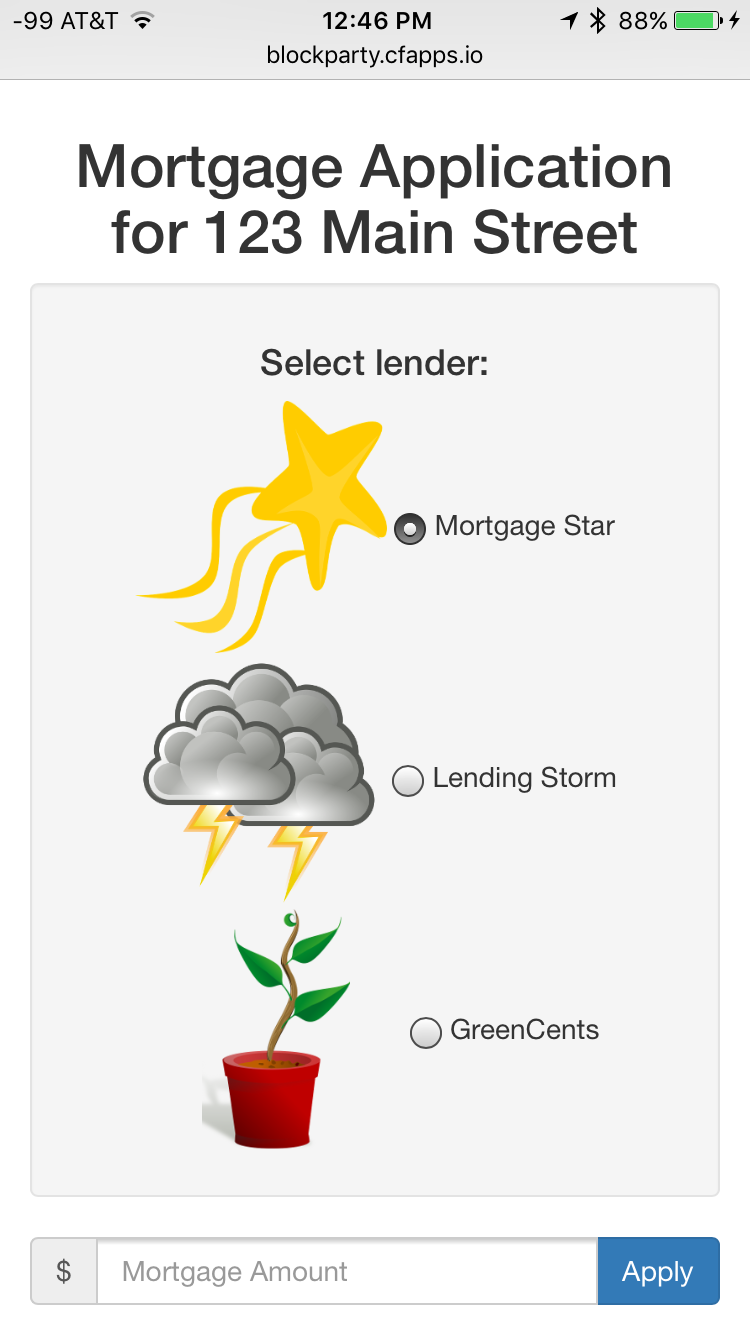 -99 AT&T 12:46 PM 88%
blockparty.cfapps.io
Mortgage Application
for 123 Main Street
Select lender:
Mortgage Star
Lending Storm
GreenCents
$ Mortgage Amount Apply